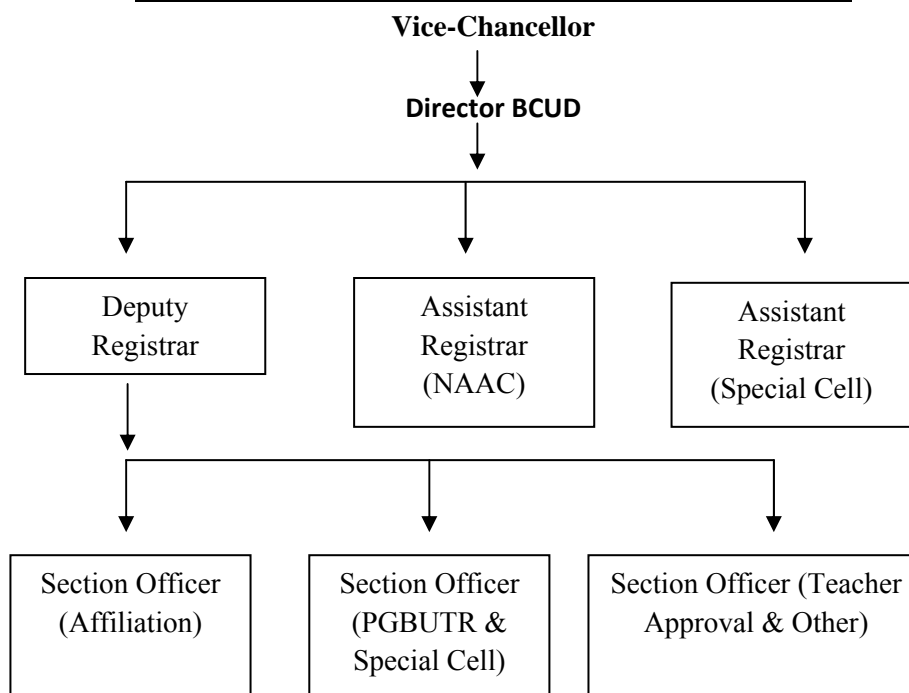 Vice-Chancellor
Director BCUD
Deputy
Registrar
Assistant
Registrar
(NAAC)
Assistant
Registrar
(Special Cell)
Section Officer
(Affiliation)
Section Officer
(PGBUTR &
Special Cell)
Section Officer (Teacher
Approval & Other)